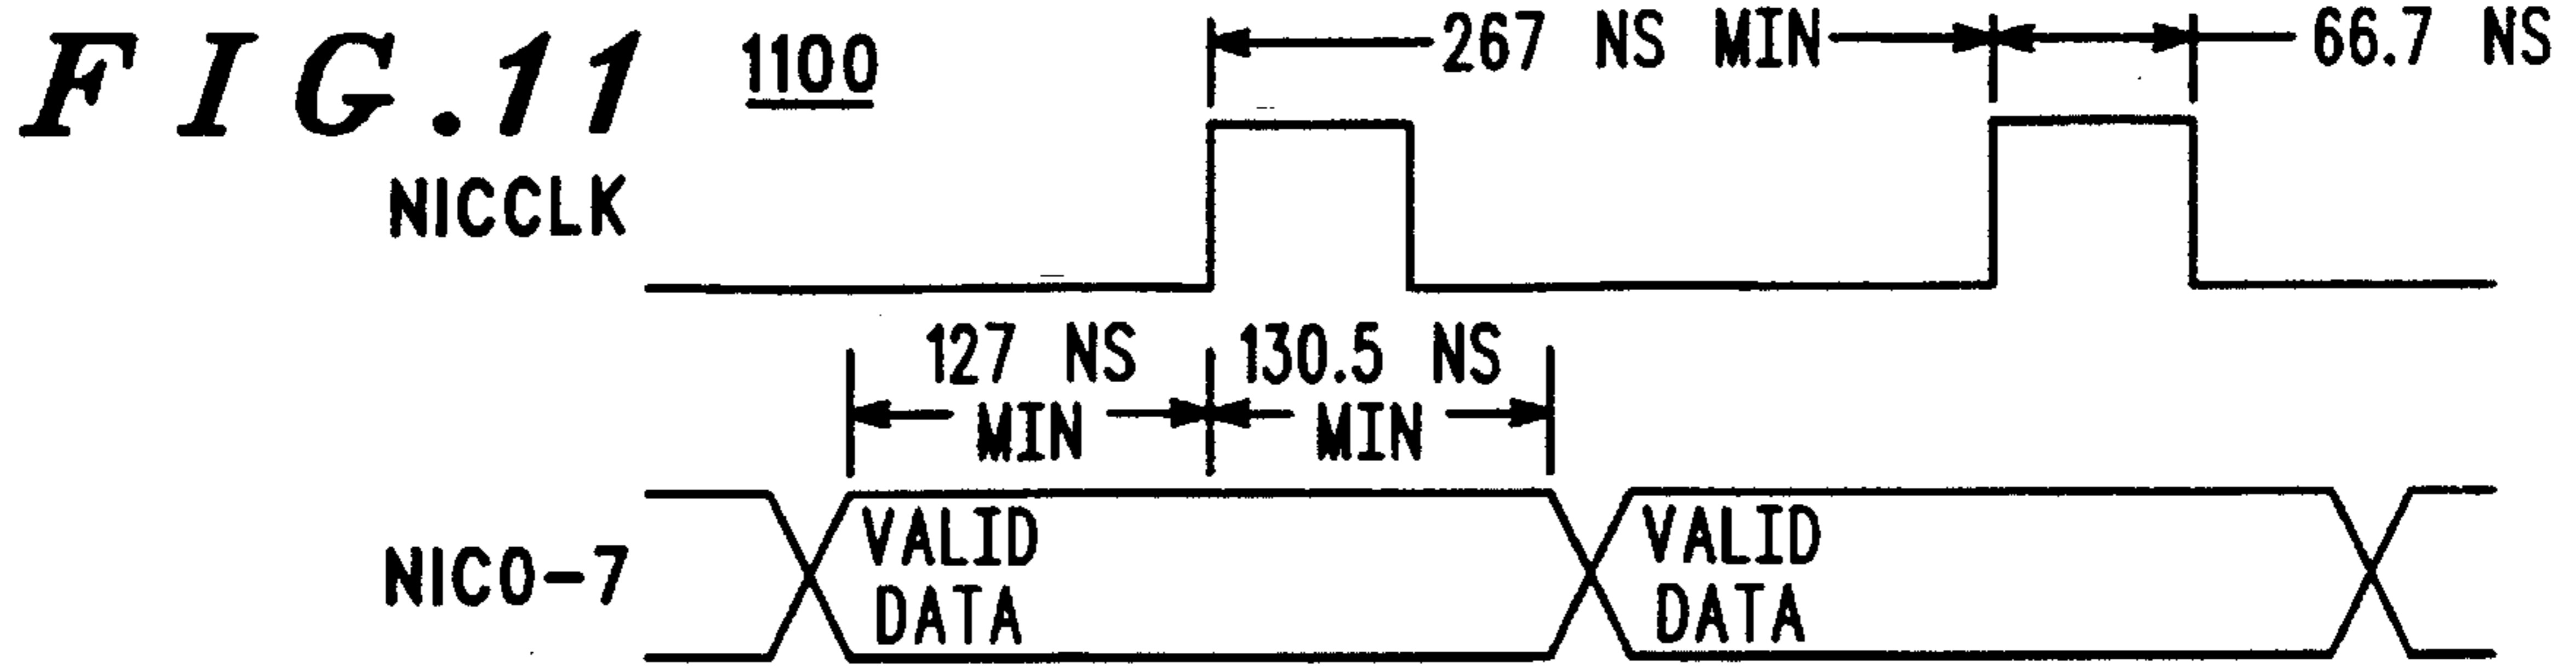 FIG.11
1100
267 NS MIN
66.7 NS
NICCLK
127 NS
MIN
130.5 NS
MIN
NIC0-7
VALID
DATA
VALID
DATA